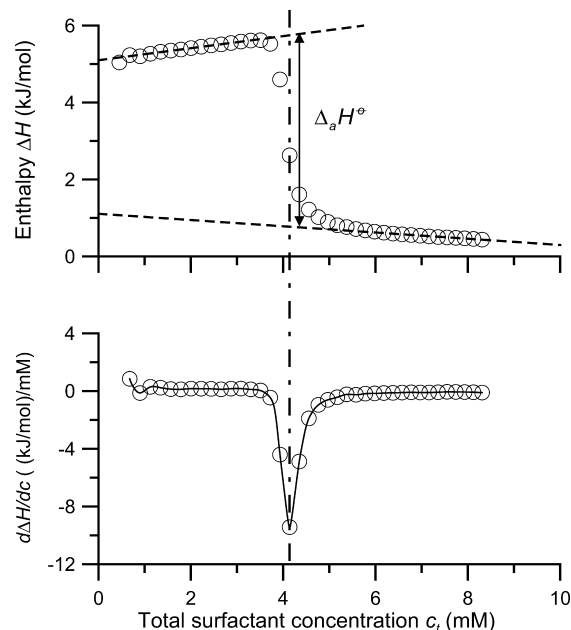 6
4
2
0
Enthalpy ΔH (kJ/mol)
ΔₐH°
4
0
-4
-8
-12
dΔH/dc ( (kJ/mol)/mM)
0 2 4 6 8 10
Total surfactant concentration cₜ (mM)